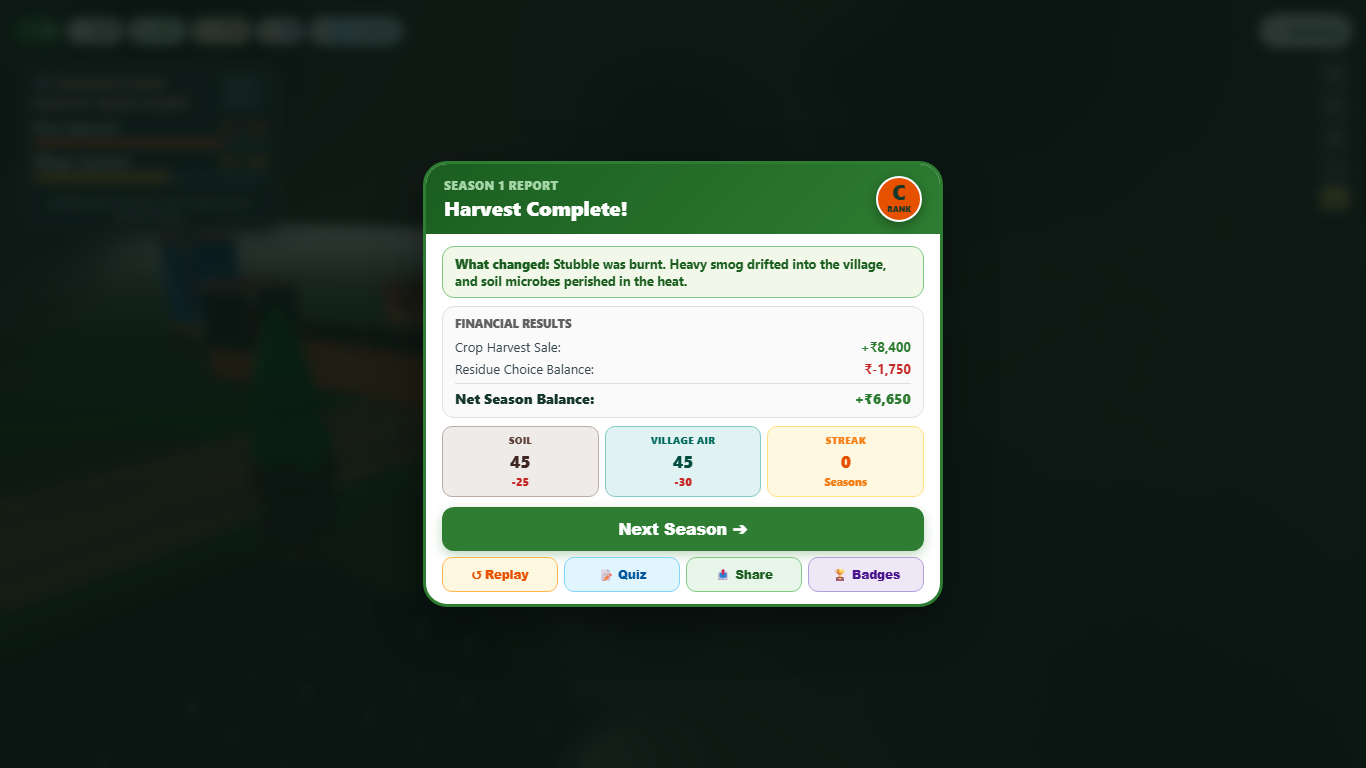 SEASON 1 REPORT
Harvest Complete!
C
RANK
What changed: Stubble was burnt. Heavy smog drifted into the village,
and soil microbes perished in the heat.
FINANCIAL RESULTS
Crop Harvest Sale: +₹8,400
Residue Choice Balance: ₹-1,750
Net Season Balance: +₹6,650
SOIL
45
-25
VILLAGE AIR
45
-30
STREAK
0
Seasons
Next Season ➔
↺ Replay
📝 Quiz
📤 Share
🏆 Badges